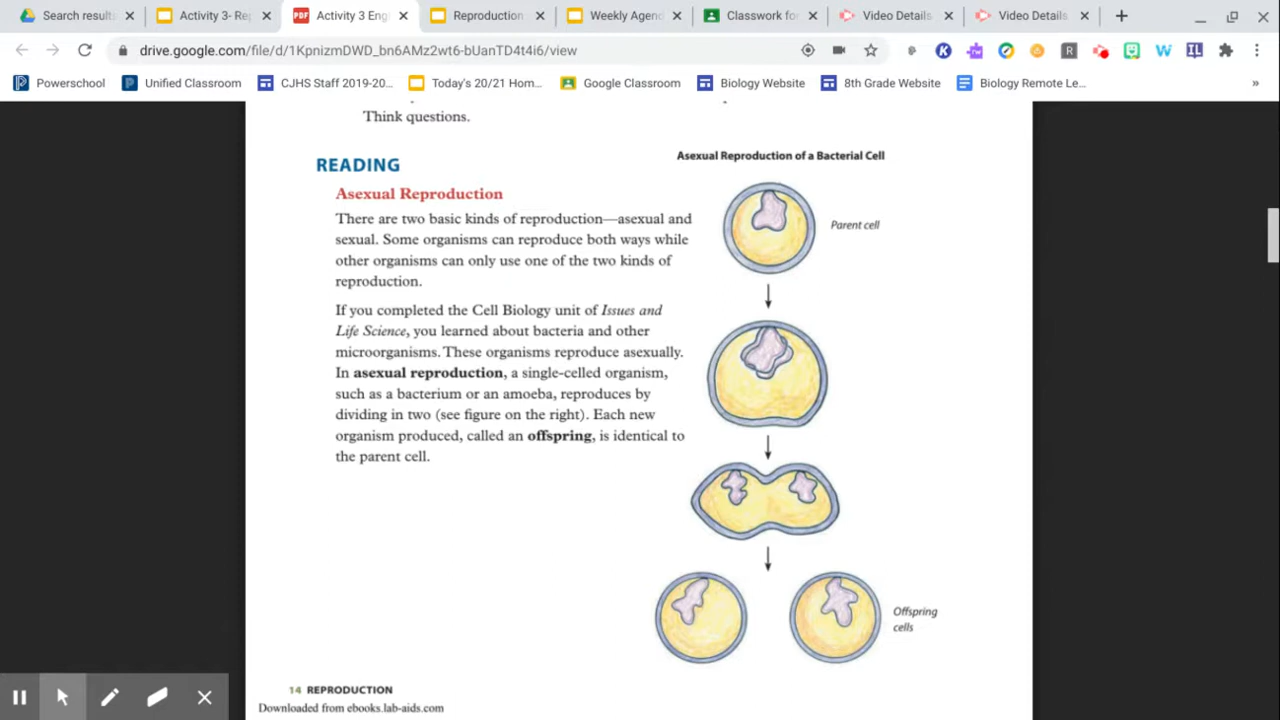 Search results
Activity 3- Re
PDF Activity 3 Eng
Reproduction
Weekly Agen
Classwork fo
Video Details
Video Details
drive.google.com/file/d/1KpnizmDWD_bn6AMz2wt6-bUanTD4t4i6/view
Powerschool
Unified Classroom
CJHS Staff 2019-20...
Today's 20/21 Hom...
Google Classroom
Biology Website
8th Grade Website
Biology Remote Le...
Think questions.
READING
Asexual Reproduction
There are two basic kinds of reproduction—asexual and
sexual. Some organisms can reproduce both ways while
other organisms can only use one of the two kinds of
reproduction.
If you completed the Cell Biology unit of Issues and
Life Science, you learned about bacteria and other
microorganisms. These organisms reproduce asexually.
In asexual reproduction, a single-celled organism,
such as a bacterium or an amoeba, reproduces by
dividing in two (see figure on the right). Each new
organism produced, called an offspring, is identical to
the parent cell.
Asexual Reproduction of a Bacterial Cell
Parent cell
Offspring
cells
14 REPRODUCTION
Downloaded from ebooks.lab-aids.com